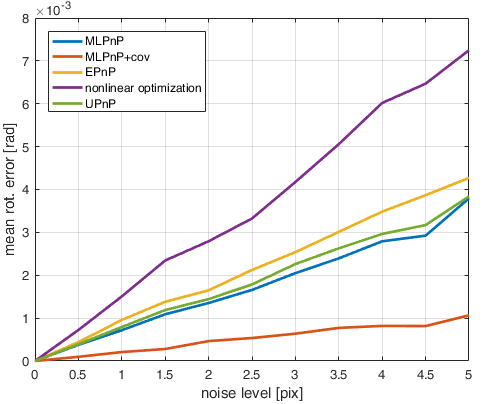 ×10⁻³
8
7
6
5
4
3
2
1
0
mean rot. error [rad]
MLPnP
MLPnP+cov
EPnP
nonlinear optimization
UPnP
0 0.5 1 1.5 2 2.5 3 3.5 4 4.5 5
noise level [pix]